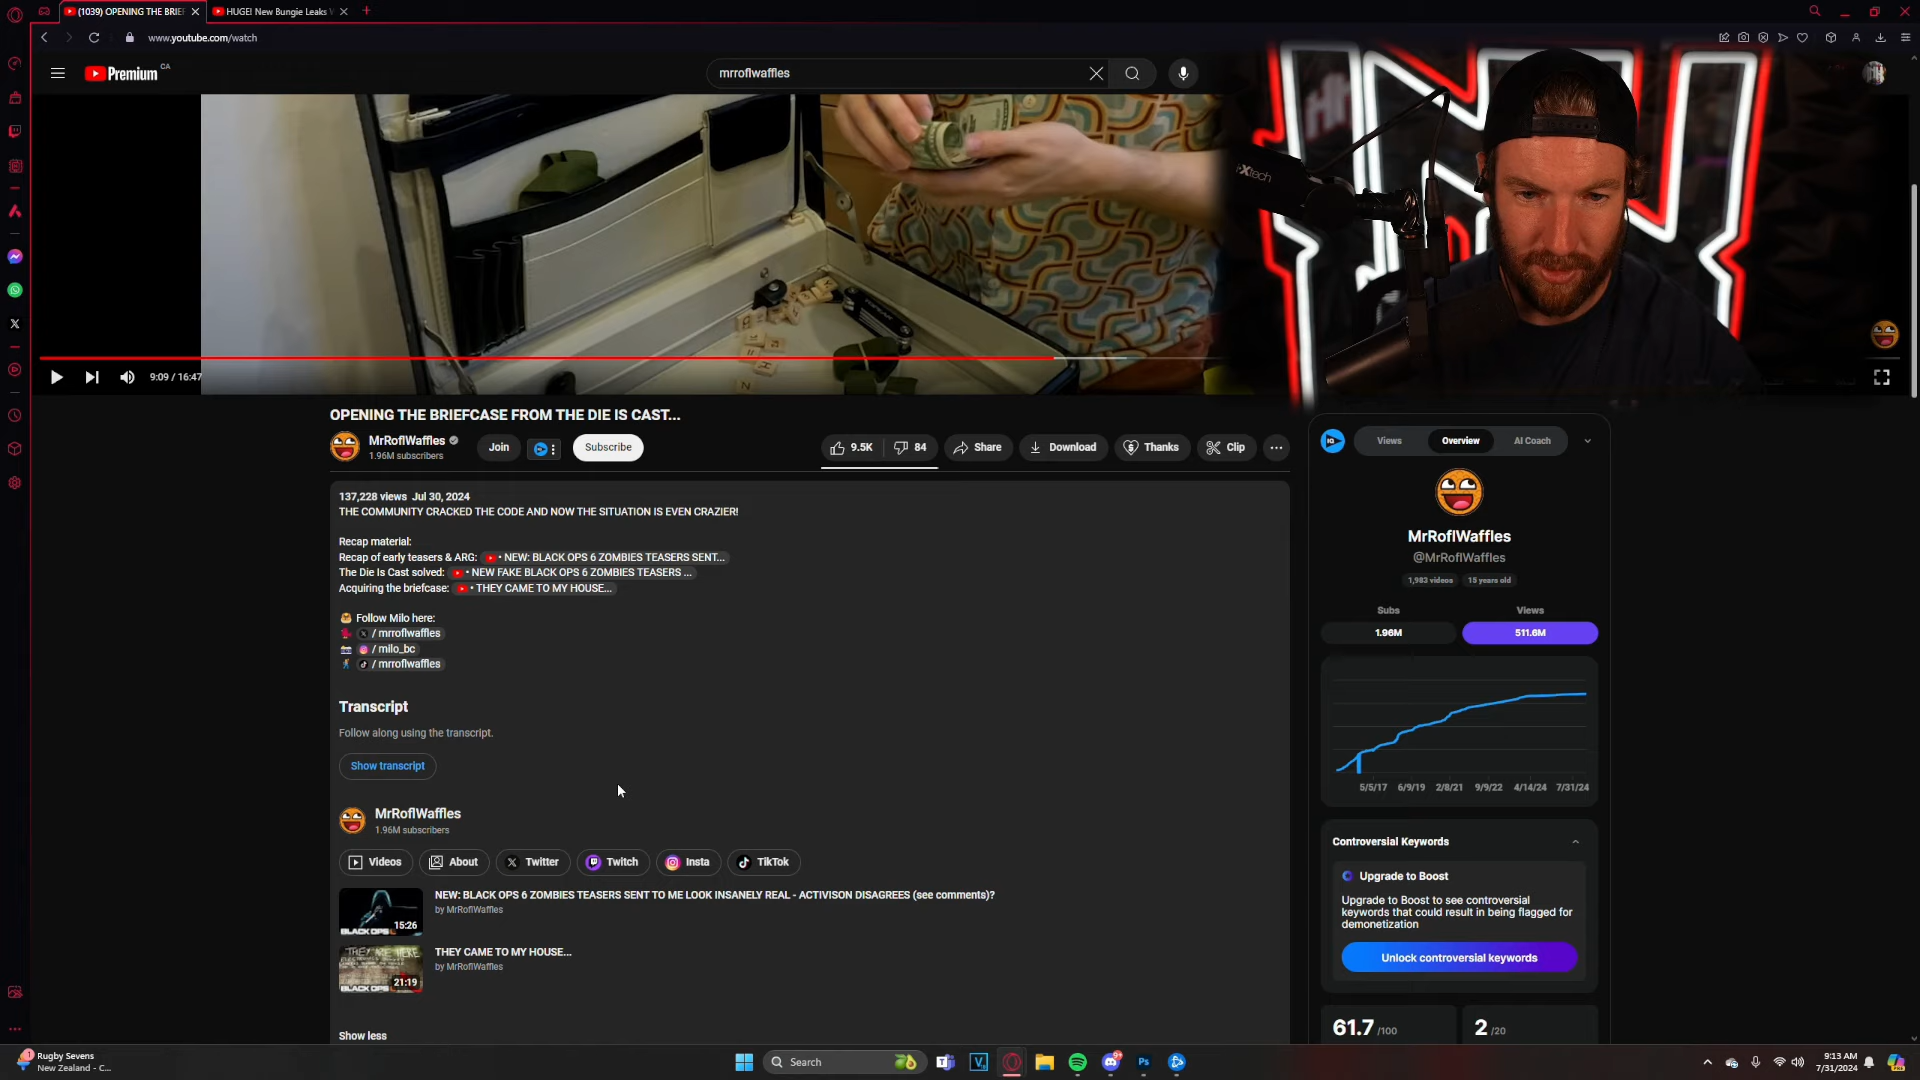 (1039) OPENING THE BRIEF
HUGE! New Bungie Leaks
www.youtube.com/watch
Premium CA
mrroflwaffles
9:09 / 16:47
OPENING THE BRIEFCASE FROM THE DIE IS CAST...
MrRoflWaffles
1.96M subscribers
Join
Subscribe
9.5K
84
Share
Download
Thanks
Clip
137,228 views Jul 30, 2024
THE COMMUNITY CRACKED THE CODE AND NOW THE SITUATION IS EVEN CRAZIER!
Recap material:
Recap of early teasers & ARG: • NEW: BLACK OPS 6 ZOMBIES TEASERS SENT...
The Die Is Cast solved: • NEW FAKE BLACK OPS 6 ZOMBIES TEASERS ...
Acquiring the briefcase: • THEY CAME TO MY HOUSE...
Follow Milo here:
/ mrroflwaffles
/ milo_bc
/ mrroflwaffles
Transcript
Follow along using the transcript.
Show transcript
MrRoflWaffles
1.96M subscribers
Videos
About
Twitter
Twitch
Insta
TikTok
15:26
BLACK OPS
NEW: BLACK OPS 6 ZOMBIES TEASERS SENT TO ME LOOK INSANELY REAL - ACTIVISON DISAGREES (see comments)?
by MrRoflWaffles
THEY ARE HERE
21:19
BLACK OPS
THEY CAME TO MY HOUSE...
by MrRoflWaffles
Show less
IQ
Views
Overview
AI Coach
MrRoflWaffles
@MrRoflWaffles
1,983 videos
15 years old
Subs
Views
1.96M
511.6M
5/5/17 6/9/19 2/8/21 9/9/22 4/14/24 7/31/24
Controversial Keywords
Upgrade to Boost
Upgrade to Boost to see controversial
keywords that could result in being flagged for
demonetization
Unlock controversial keywords
61.7 /100
2 /20
1
Rugby Sevens
New Zealand - C...
Search
Ps
9:13 AM
7/31/2024